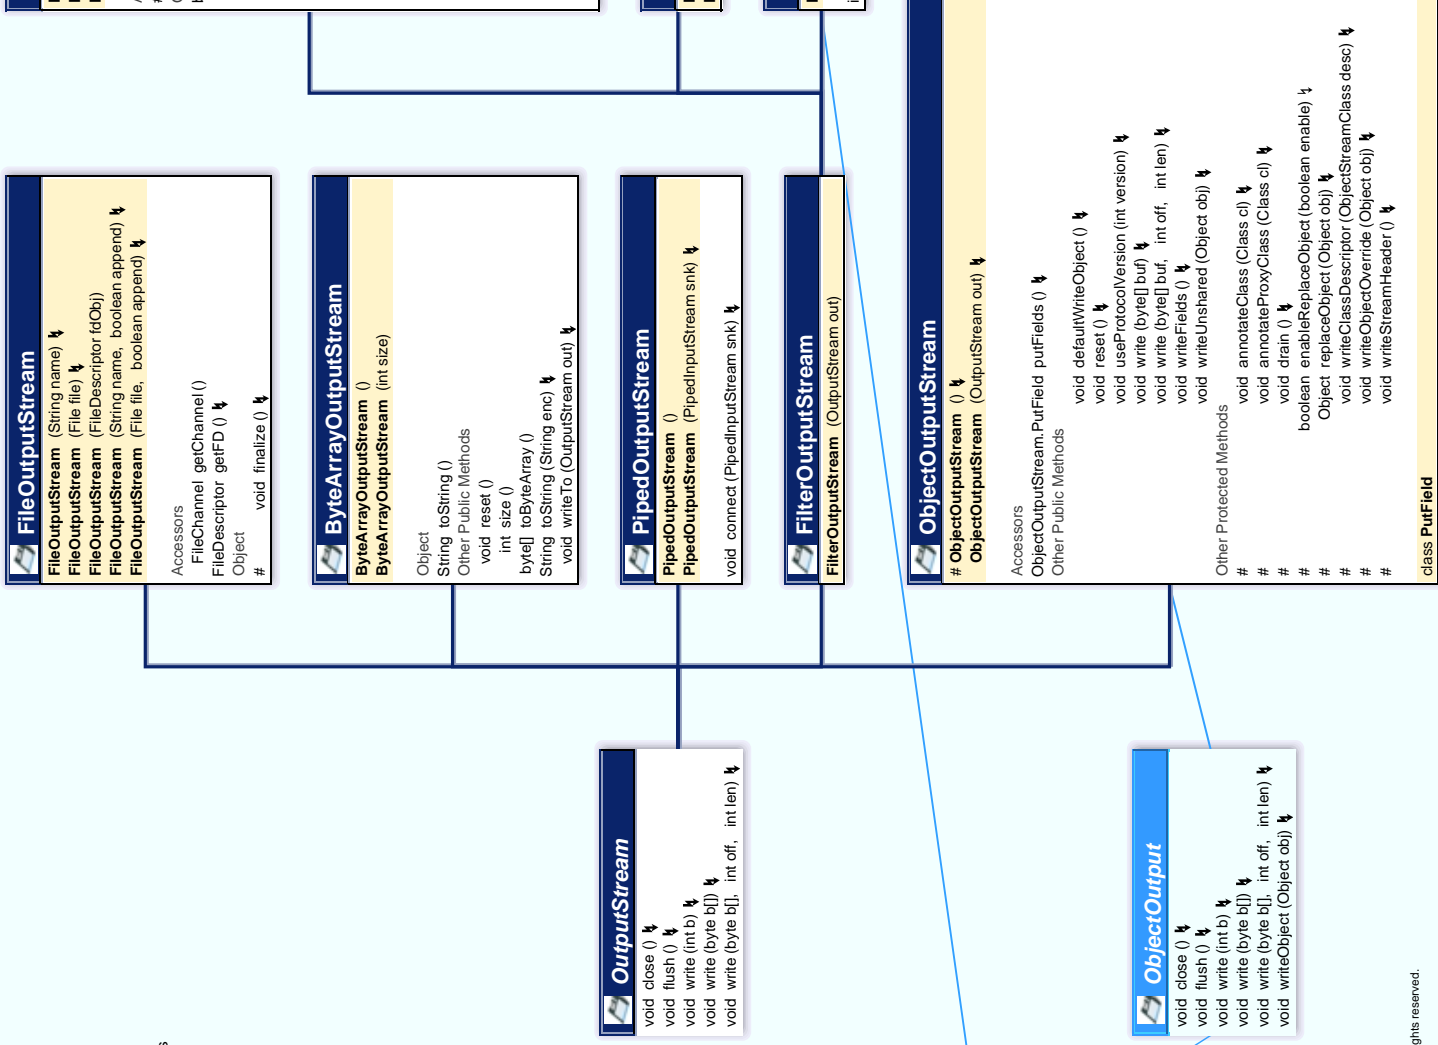 FileOutputStream
FileOutputStream (String name)
FileOutputStream (File file)
FileOutputStream (FileDescriptor fdObj)
FileOutputStream (String name, boolean append)
FileOutputStream (File file, boolean append)
Accessors
FileChannel getChannel ()
FileDescriptor getFD ()
Object
# void finalize ()
ByteArrayOutputStream
ByteArrayOutputStream ()
ByteArrayOutputStream (int size)
Object
String toString ()
Other Public Methods
void reset ()
int size ()
byte[] toByteArray ()
String toString (String enc)
void writeTo (OutputStream out)
PipedOutputStream
PipedOutputStream ()
PipedOutputStream (PipedInputStream snk)
void connect (PipedInputStream snk)
FilterOutputStream
FilterOutputStream (OutputStream out)
ObjectOutputStream
# ObjectOutputStream ()
ObjectOutputStream (OutputStream out)
Accessors
ObjectOutputStream.PutField putFields ()
Other Public Methods
void defaultWriteObject ()
void reset ()
void useProtocolVersion (int version)
void write (byte[] buf)
void write (byte[] buf, int off, int len)
void writeFields ()
void writeUnshared (Object obj)
Other Protected Methods
# void annotateClass (Class cl)
# void annotateProxyClass (Class cl)
# void drain ()
# boolean enableReplaceObject (boolean enable)
# Object replaceObject (Object obj)
# void writeClassDescriptor (ObjectStreamClass desc)
# void writeObjectOverride (Object obj)
# void writeStreamHeader ()
class PutField
OutputStream
void close ()
void flush ()
void write (int b)
void write (byte b[])
void write (byte b[], int off, int len)
ObjectOutput
void close ()
void flush ()
void write (int b)
void write (byte b[])
void write (byte b[], int off, int len)
void writeObject (Object obj)
ghts reserved.